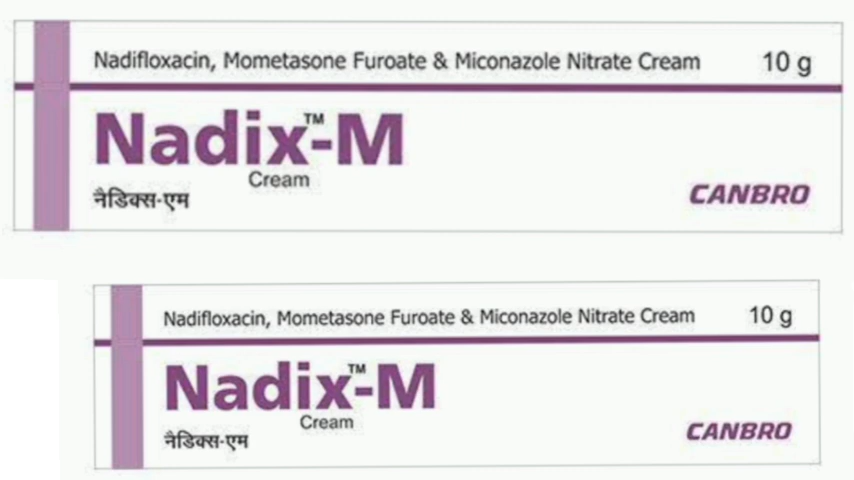 Nadifloxacin, Mometasone Furoate & Miconazole Nitrate Cream 10 g
Nadix™-M
Cream
नैडिक्स-एम
CANBRO
Nadifloxacin, Mometasone Furoate & Miconazole Nitrate Cream 10 g
Nadix™-M
Cream
नैडिक्स-एम
CANBRO